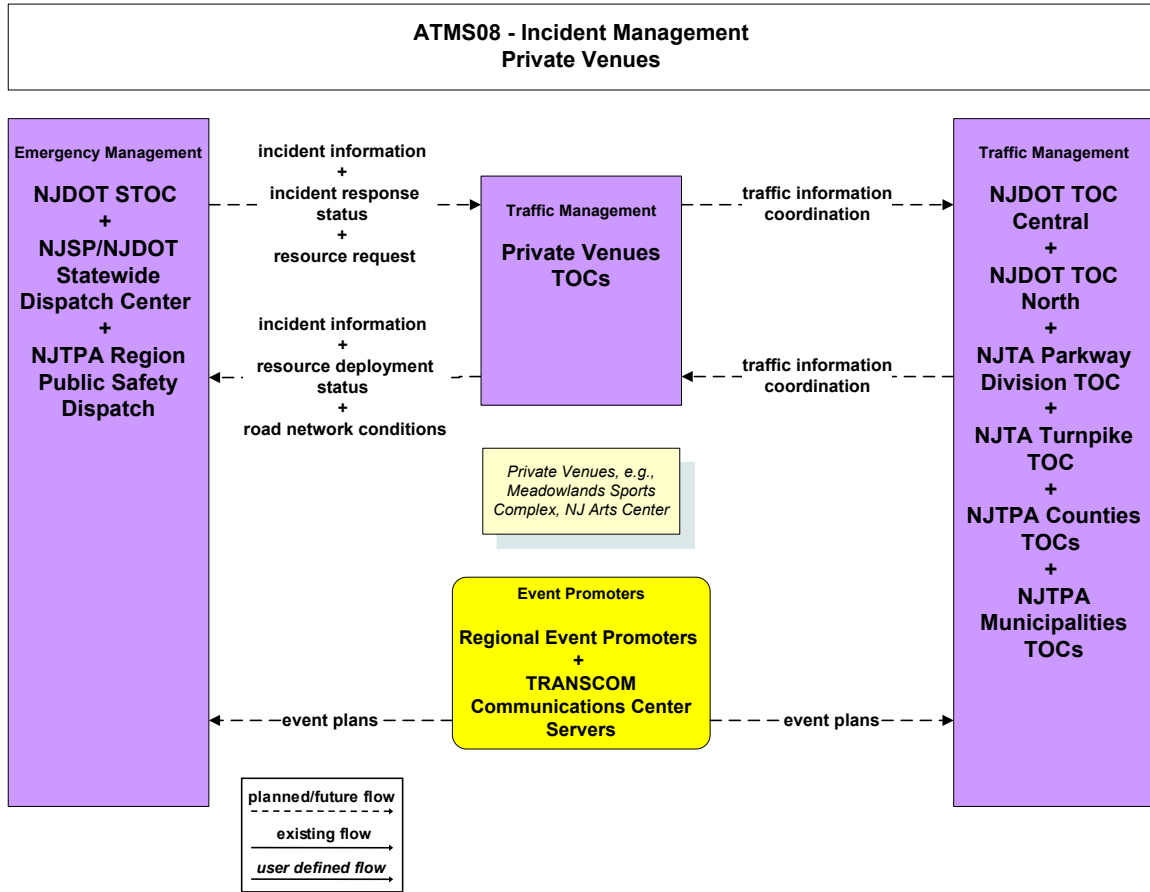 ATMS08 - Incident Management
Private Venues
Emergency Management
NJDOT STOC
+
NJSP/NJDOT
Statewide
Dispatch Center
+
NJTPA Region
Public Safety
Dispatch
incident information
+
incident response
status
+
resource request
incident information
+
resource deployment
status
+
road network conditions
Traffic Management
Private Venues
TOCs
traffic information
coordination
traffic information
coordination
Traffic Management
NJDOT TOC
Central
+
NJDOT TOC
North
+
NJTA Parkway
Division TOC
+
NJTA Turnpike
TOC
+
NJTPA Counties
TOCs
+
NJTPA
Municipalities
TOCs
Private Venues, e.g.,
Meadowlands Sports
Complex, NJ Arts Center
Event Promoters
Regional Event Promoters
+
TRANSCOM
Communications Center
Servers
event plans
event plans
planned/future flow
existing flow
user defined flow